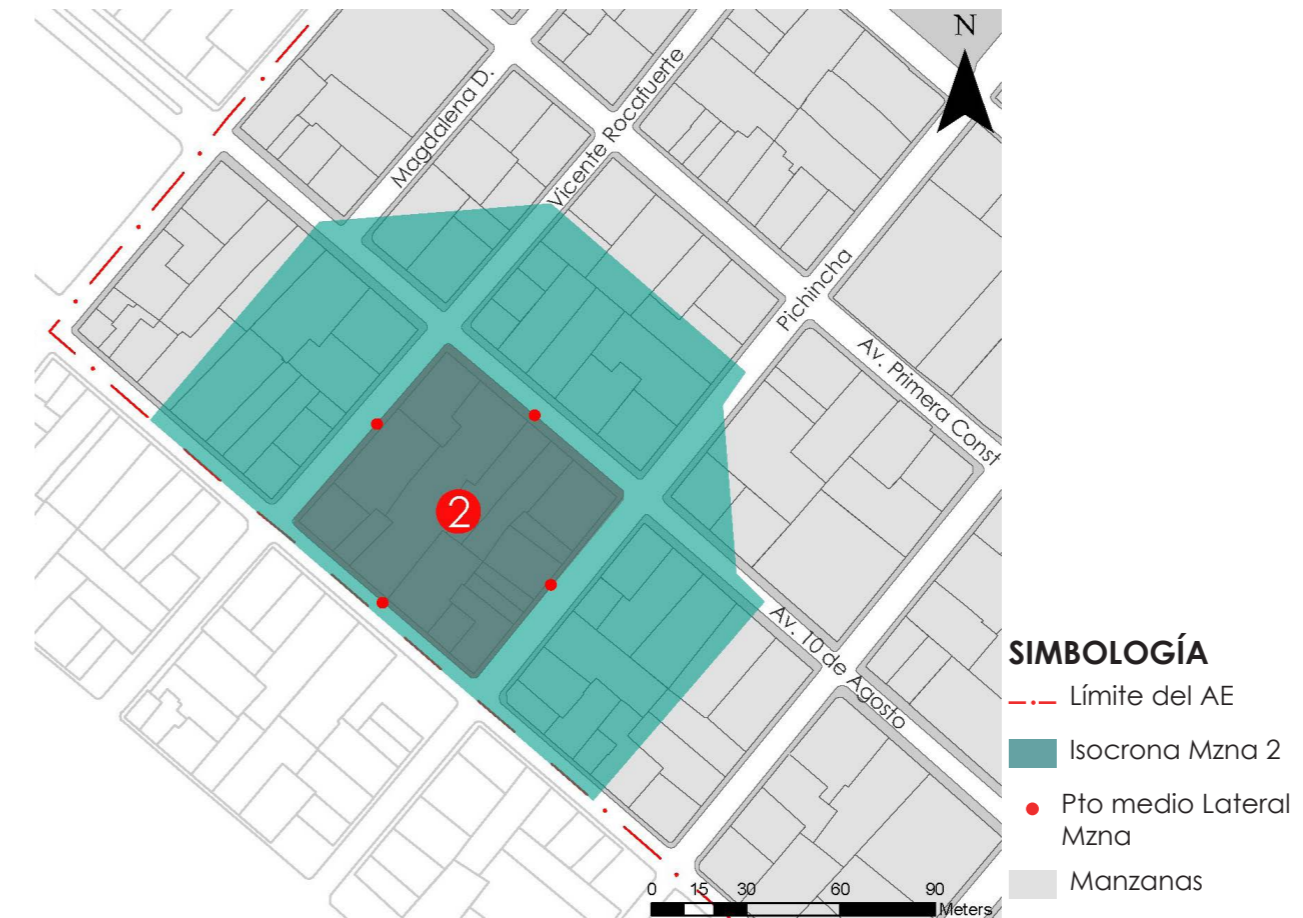 N
Magdalena D.
Vicente Rocafuerte
Pichincha
Av. Primera Const
2
Av. 10 de Agosto
0 15 30 60 90
Meters
SIMBOLOGÍA
Límite del AE
Isocrona Mzna 2
Pto medio Lateral
Mzna
Manzanas